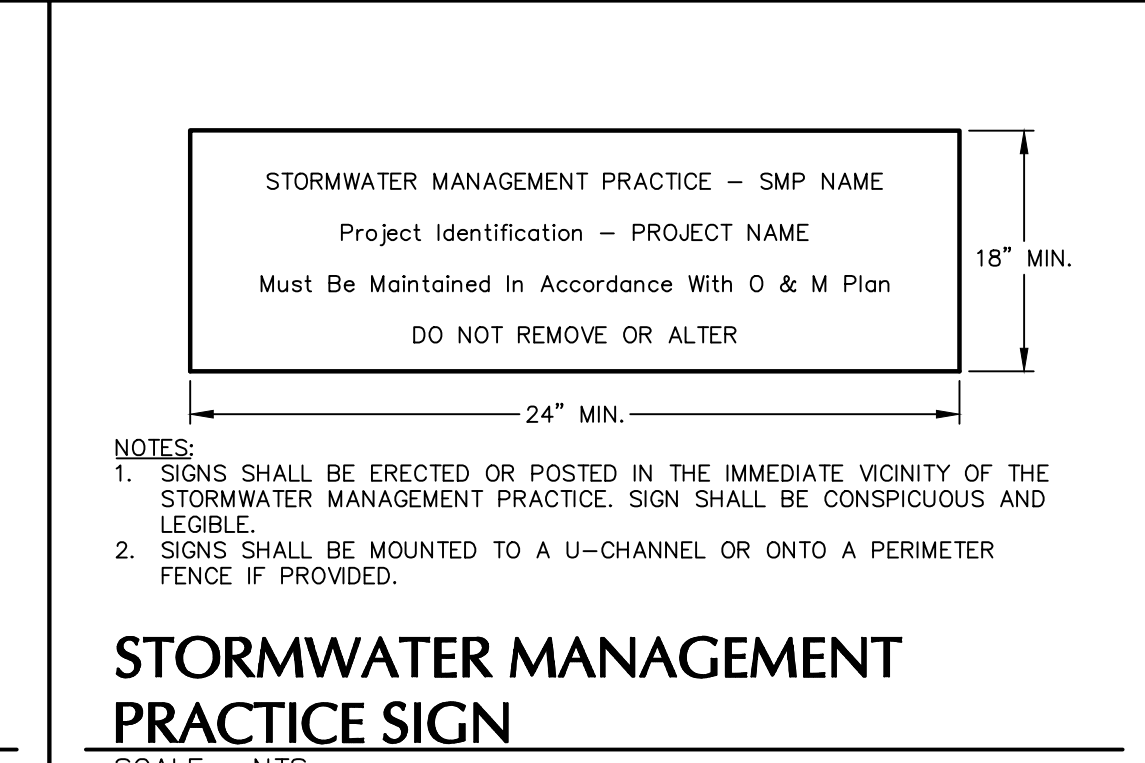 STORMWATER MANAGEMENT PRACTICE – SMP NAME
Project Identification – PROJECT NAME
Must Be Maintained In Accordance With O & M Plan
DO NOT REMOVE OR ALTER
18” MIN.
24” MIN.
NOTES:
1. SIGNS SHALL BE ERECTED OR POSTED IN THE IMMEDIATE VICINITY OF THE
STORMWATER MANAGEMENT PRACTICE. SIGN SHALL BE CONSPICUOUS AND
LEGIBLE.
2. SIGNS SHALL BE MOUNTED TO A U–CHANNEL OR ONTO A PERIMETER
FENCE IF PROVIDED.
STORMWATER MANAGEMENT
PRACTICE SIGN